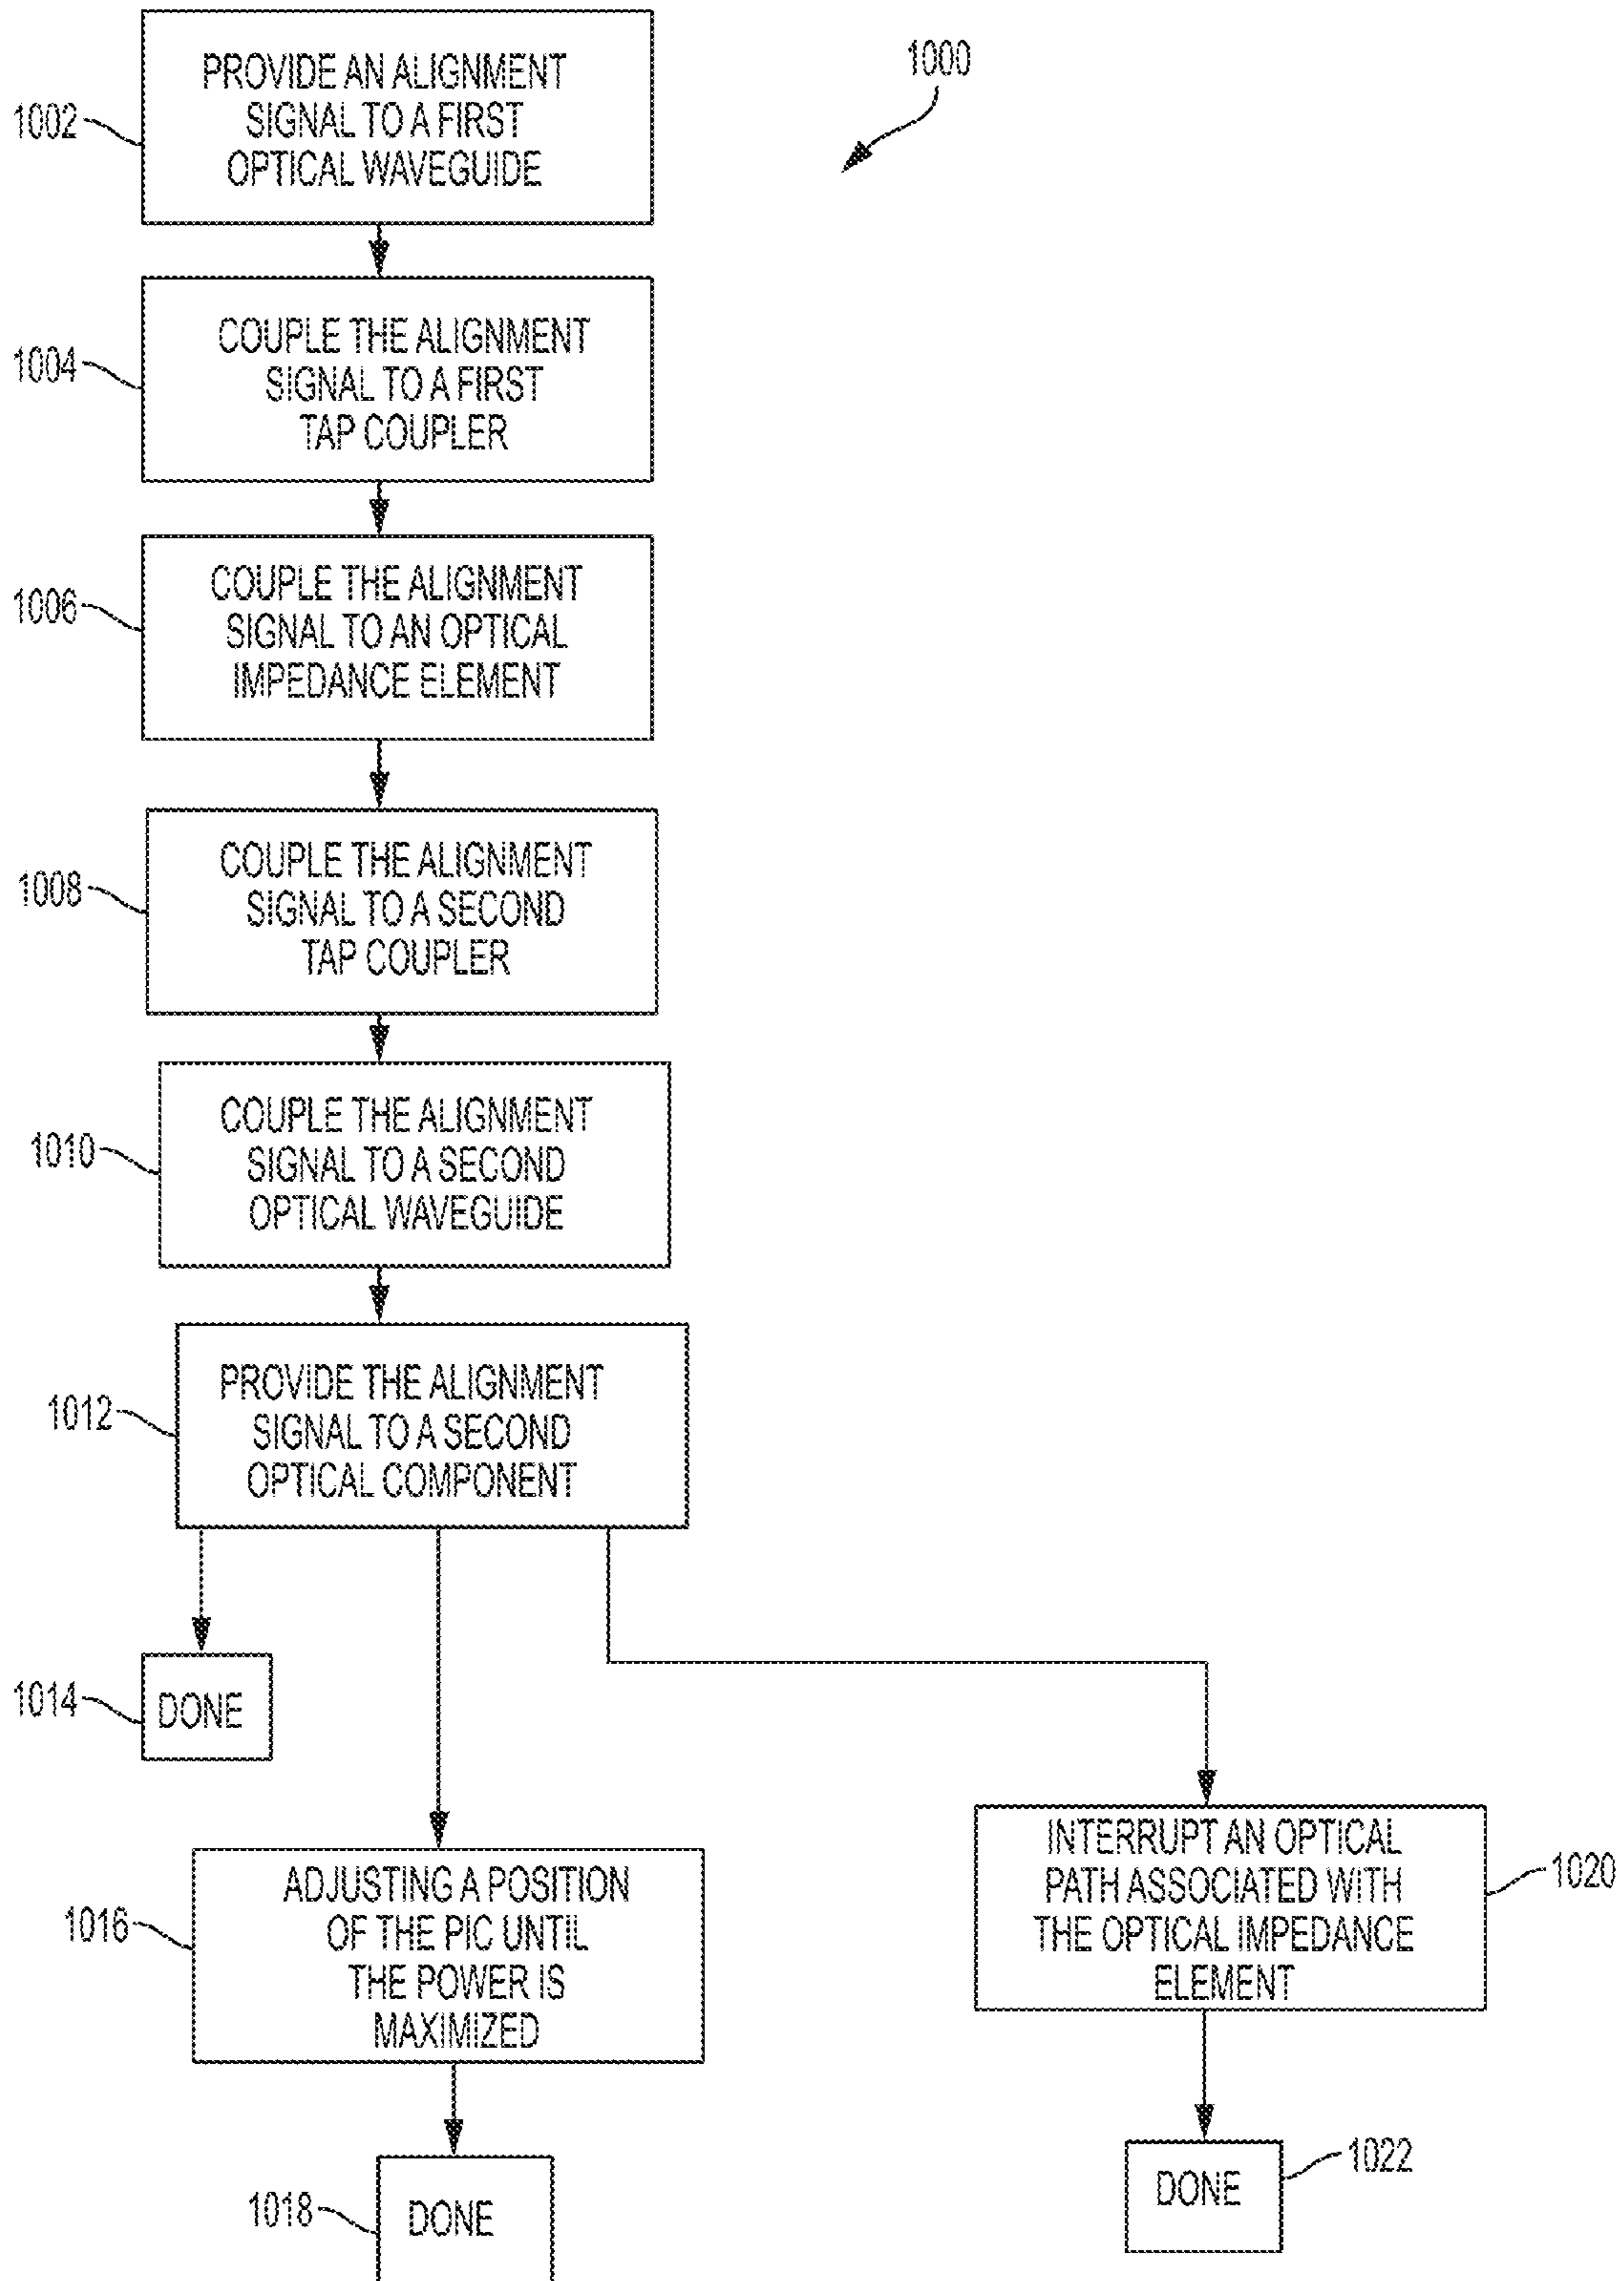 1000
1002
PROVIDE AN ALIGNMENT
SIGNAL TO A FIRST
OPTICAL WAVEGUIDE
1004
COUPLE THE ALIGNMENT
SIGNAL TO A FIRST
TAP COUPLER
1006
COUPLE THE ALIGNMENT
SIGNAL TO AN OPTICAL
IMPEDANCE ELEMENT
1008
COUPLE THE ALIGNMENT
SIGNAL TO A SECOND
TAP COUPLER
1010
COUPLE THE ALIGNMENT
SIGNAL TO A SECOND
OPTICAL WAVEGUIDE
1012
PROVIDE THE ALIGNMENT
SIGNAL TO A SECOND
OPTICAL COMPONENT
1014
DONE
1016
ADJUSTING A POSITION
OF THE PIC UNTIL
THE POWER IS
MAXIMIZED
1018
DONE
INTERRUPT AN OPTICAL
PATH ASSOCIATED WITH
THE OPTICAL IMPEDANCE
ELEMENT
1020
DONE
1022